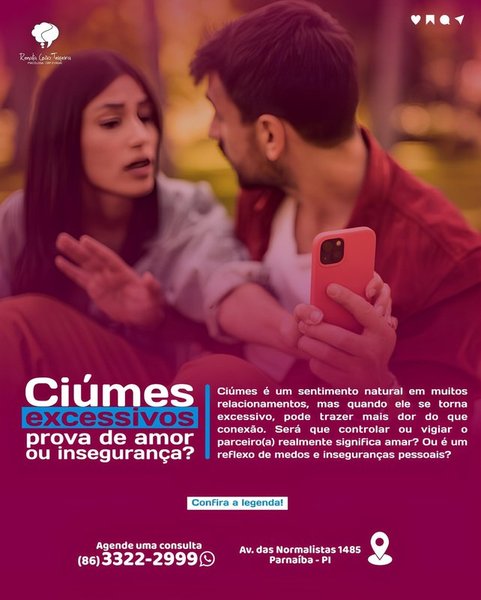 Ciúmes
excessivos
prova de amor
ou insegurança?
Ciúmes é um sentimento natural em muitos
relacionamentos, mas quando ele se torna
excessivo, pode trazer mais dor do que
conexão. Será que controlar ou vigiar o
parceiro(a) realmente significa amar? Ou é um
reflexo de medos e inseguranças pessoais?
Confira a legenda!
Agende uma consulta
(86) 3322-2999
Av. das Normalistas 1485
Parnaíba - PI